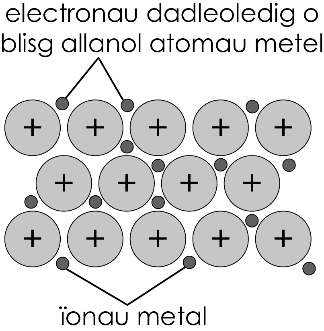 electronau dadleoledig o
blisg allanol atomau metel
+ + + + +
+ + + +
+ + + + +
ïonau metal